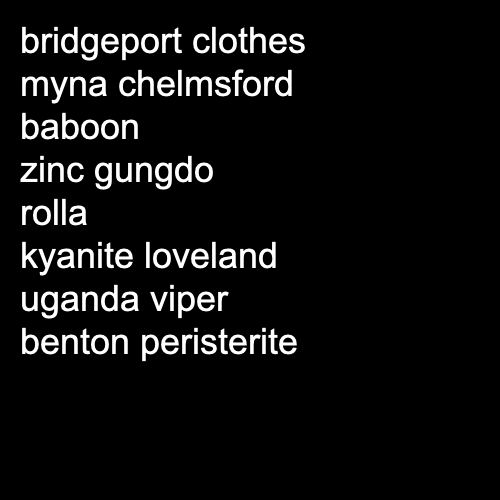 bridgeport clothes
myna chelmsford
baboon
zinc gungdo
rolla
kyanite loveland
uganda viper
benton peristerite